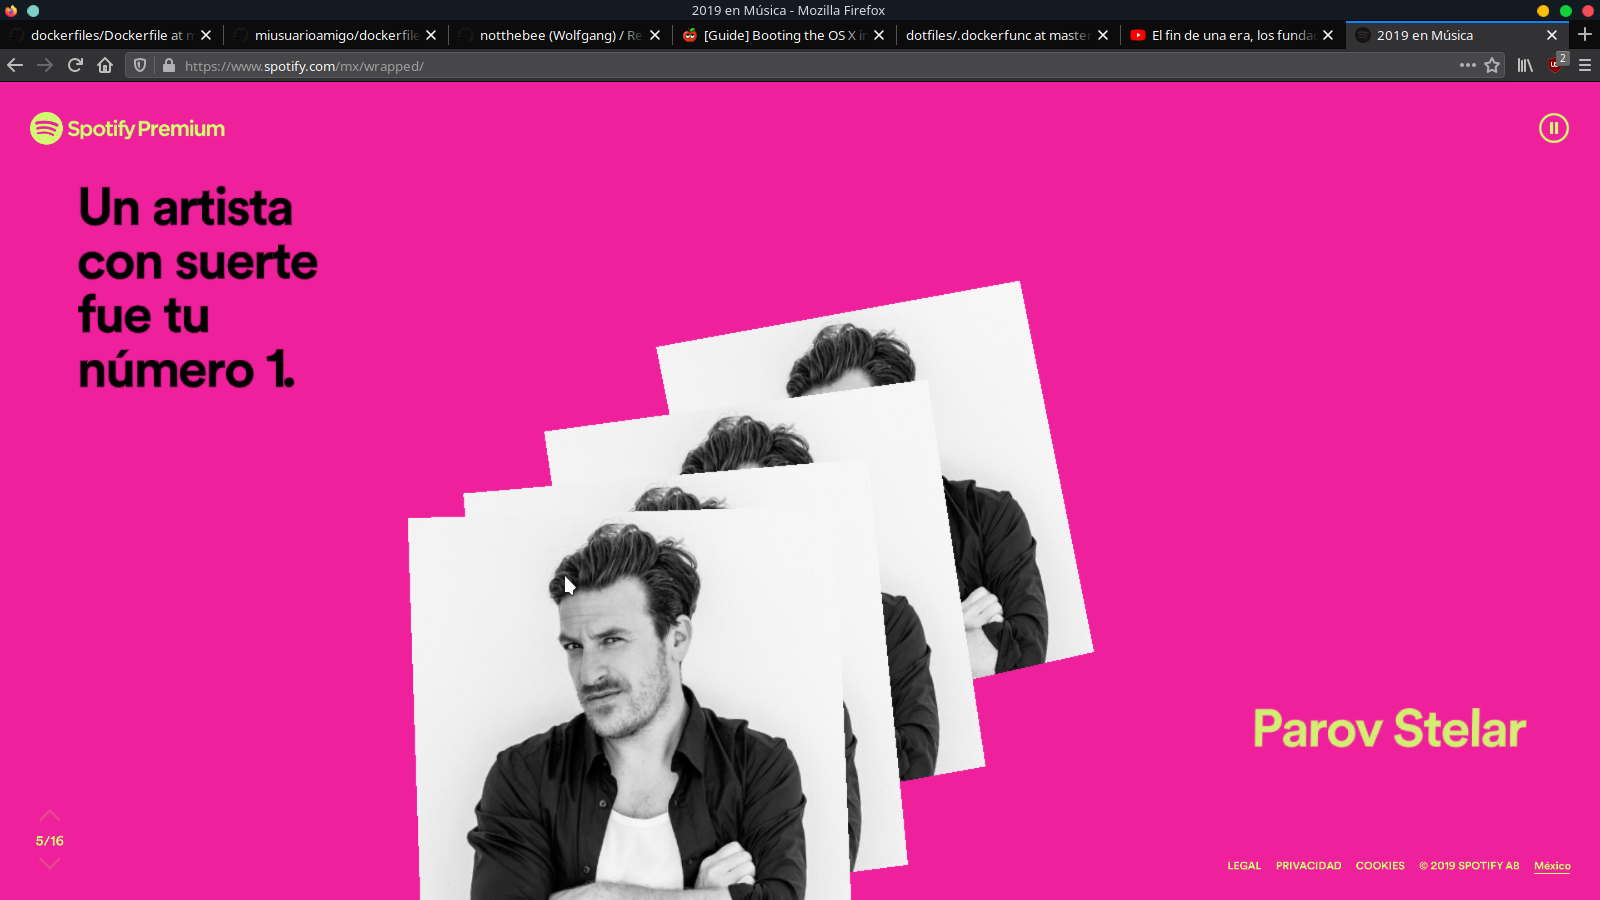 2019 en Música - Mozilla Firefox
dockerfiles/Dockerfile at m
miusuarioamigo/dockerfile
notthebee (Wolfgang) / Re
[Guide] Booting the OS X in
dotfiles/.dockerfunc at master
El fin de una era, los funda
2019 en Música
https://www.spotify.com/mx/wrapped/
2
Spotify Premium
Un artista
con suerte
fue tu
número 1.
Parov Stelar
5/16
LEGAL PRIVACIDAD COOKIES © 2019 SPOTIFY AB México